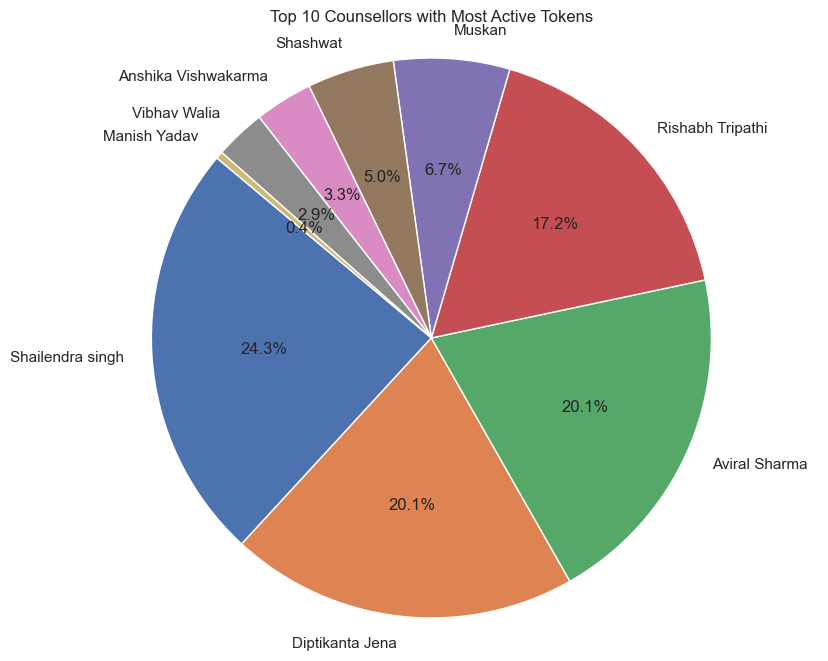 Top 10 Counsellors with Most Active Tokens
Muskan
Shashwat
Anshika Vishwakarma
Vibhav Walia
Manish Yadav
Rishabh Tripathi
6.7%
5.0%
3.3%
2.9%
0.4%
17.2%
Shailendra singh
24.3%
20.1%
Aviral Sharma
20.1%
Diptikanta Jena